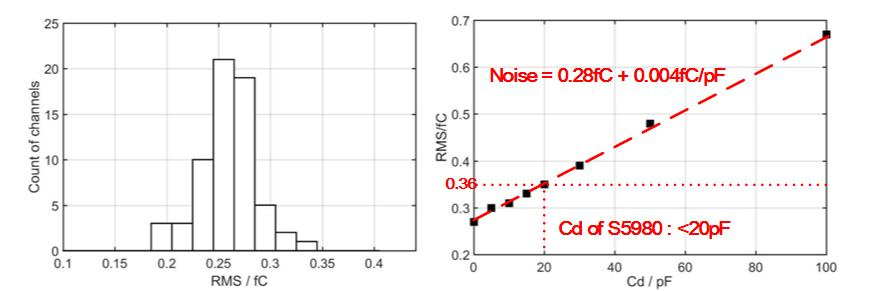 25
20
15
10
5
0
0.1 0.15 0.2 0.25 0.3 0.35 0.4
Count of channels
RMS / fC
0.7
0.6
0.5
0.4
0.36
0.3
0.2
0 20 40 60 80 100
RMS/fC
Cd / pF
Noise = 0.28fC + 0.004fC/pF
Cd of S5980 : <20pF